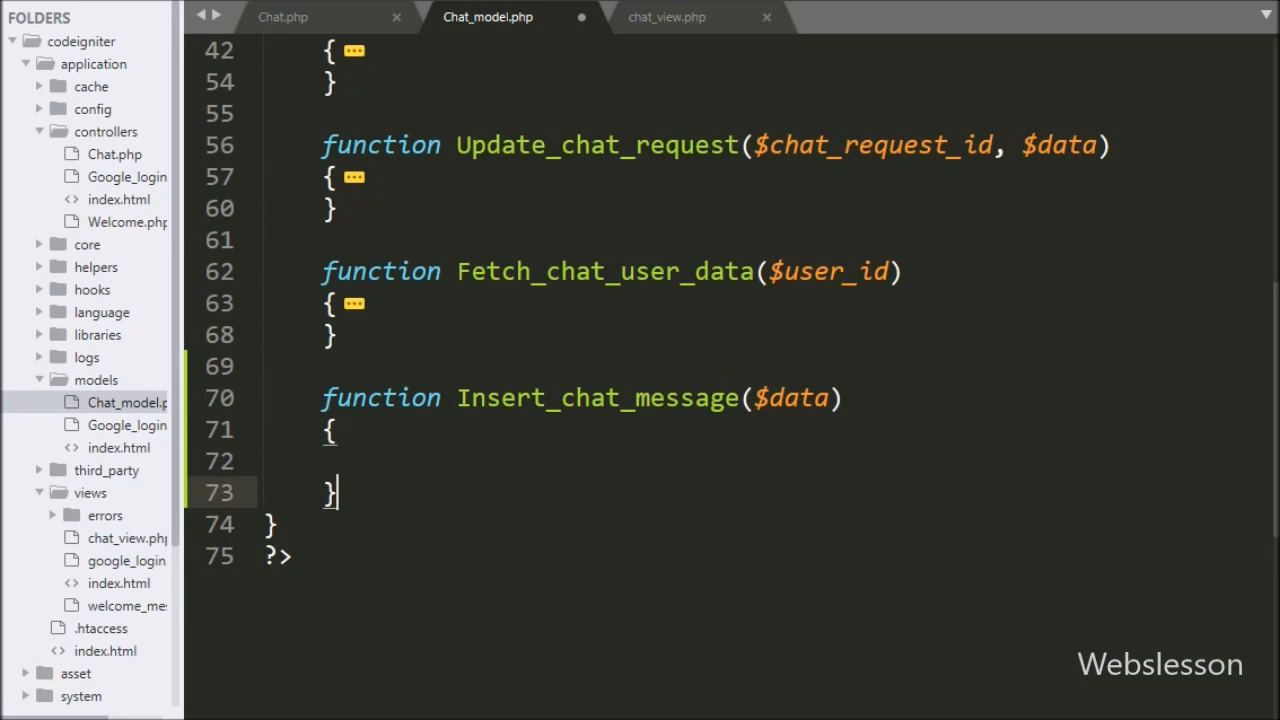 FOLDERS
codeigniter
application
cache
config
controllers
Chat.php
Google_login
index.html
Welcome.php
core
helpers
hooks
language
libraries
logs
models
Chat_model.p
Google_login
index.html
third_party
views
errors
chat_view.php
google_login.
index.html
welcome_mes
.htaccess
index.html
asset
system
Chat.php
Chat_model.php
chat_view.php
42 {
54 }
55
56 function Update_chat_request($chat_request_id, $data)
57 {
60 }
61
62 function Fetch_chat_user_data($user_id)
63 {
68 }
69
70 function Insert_chat_message($data)
71 {
72
73 }
74 }
75 ?>
Webslesson